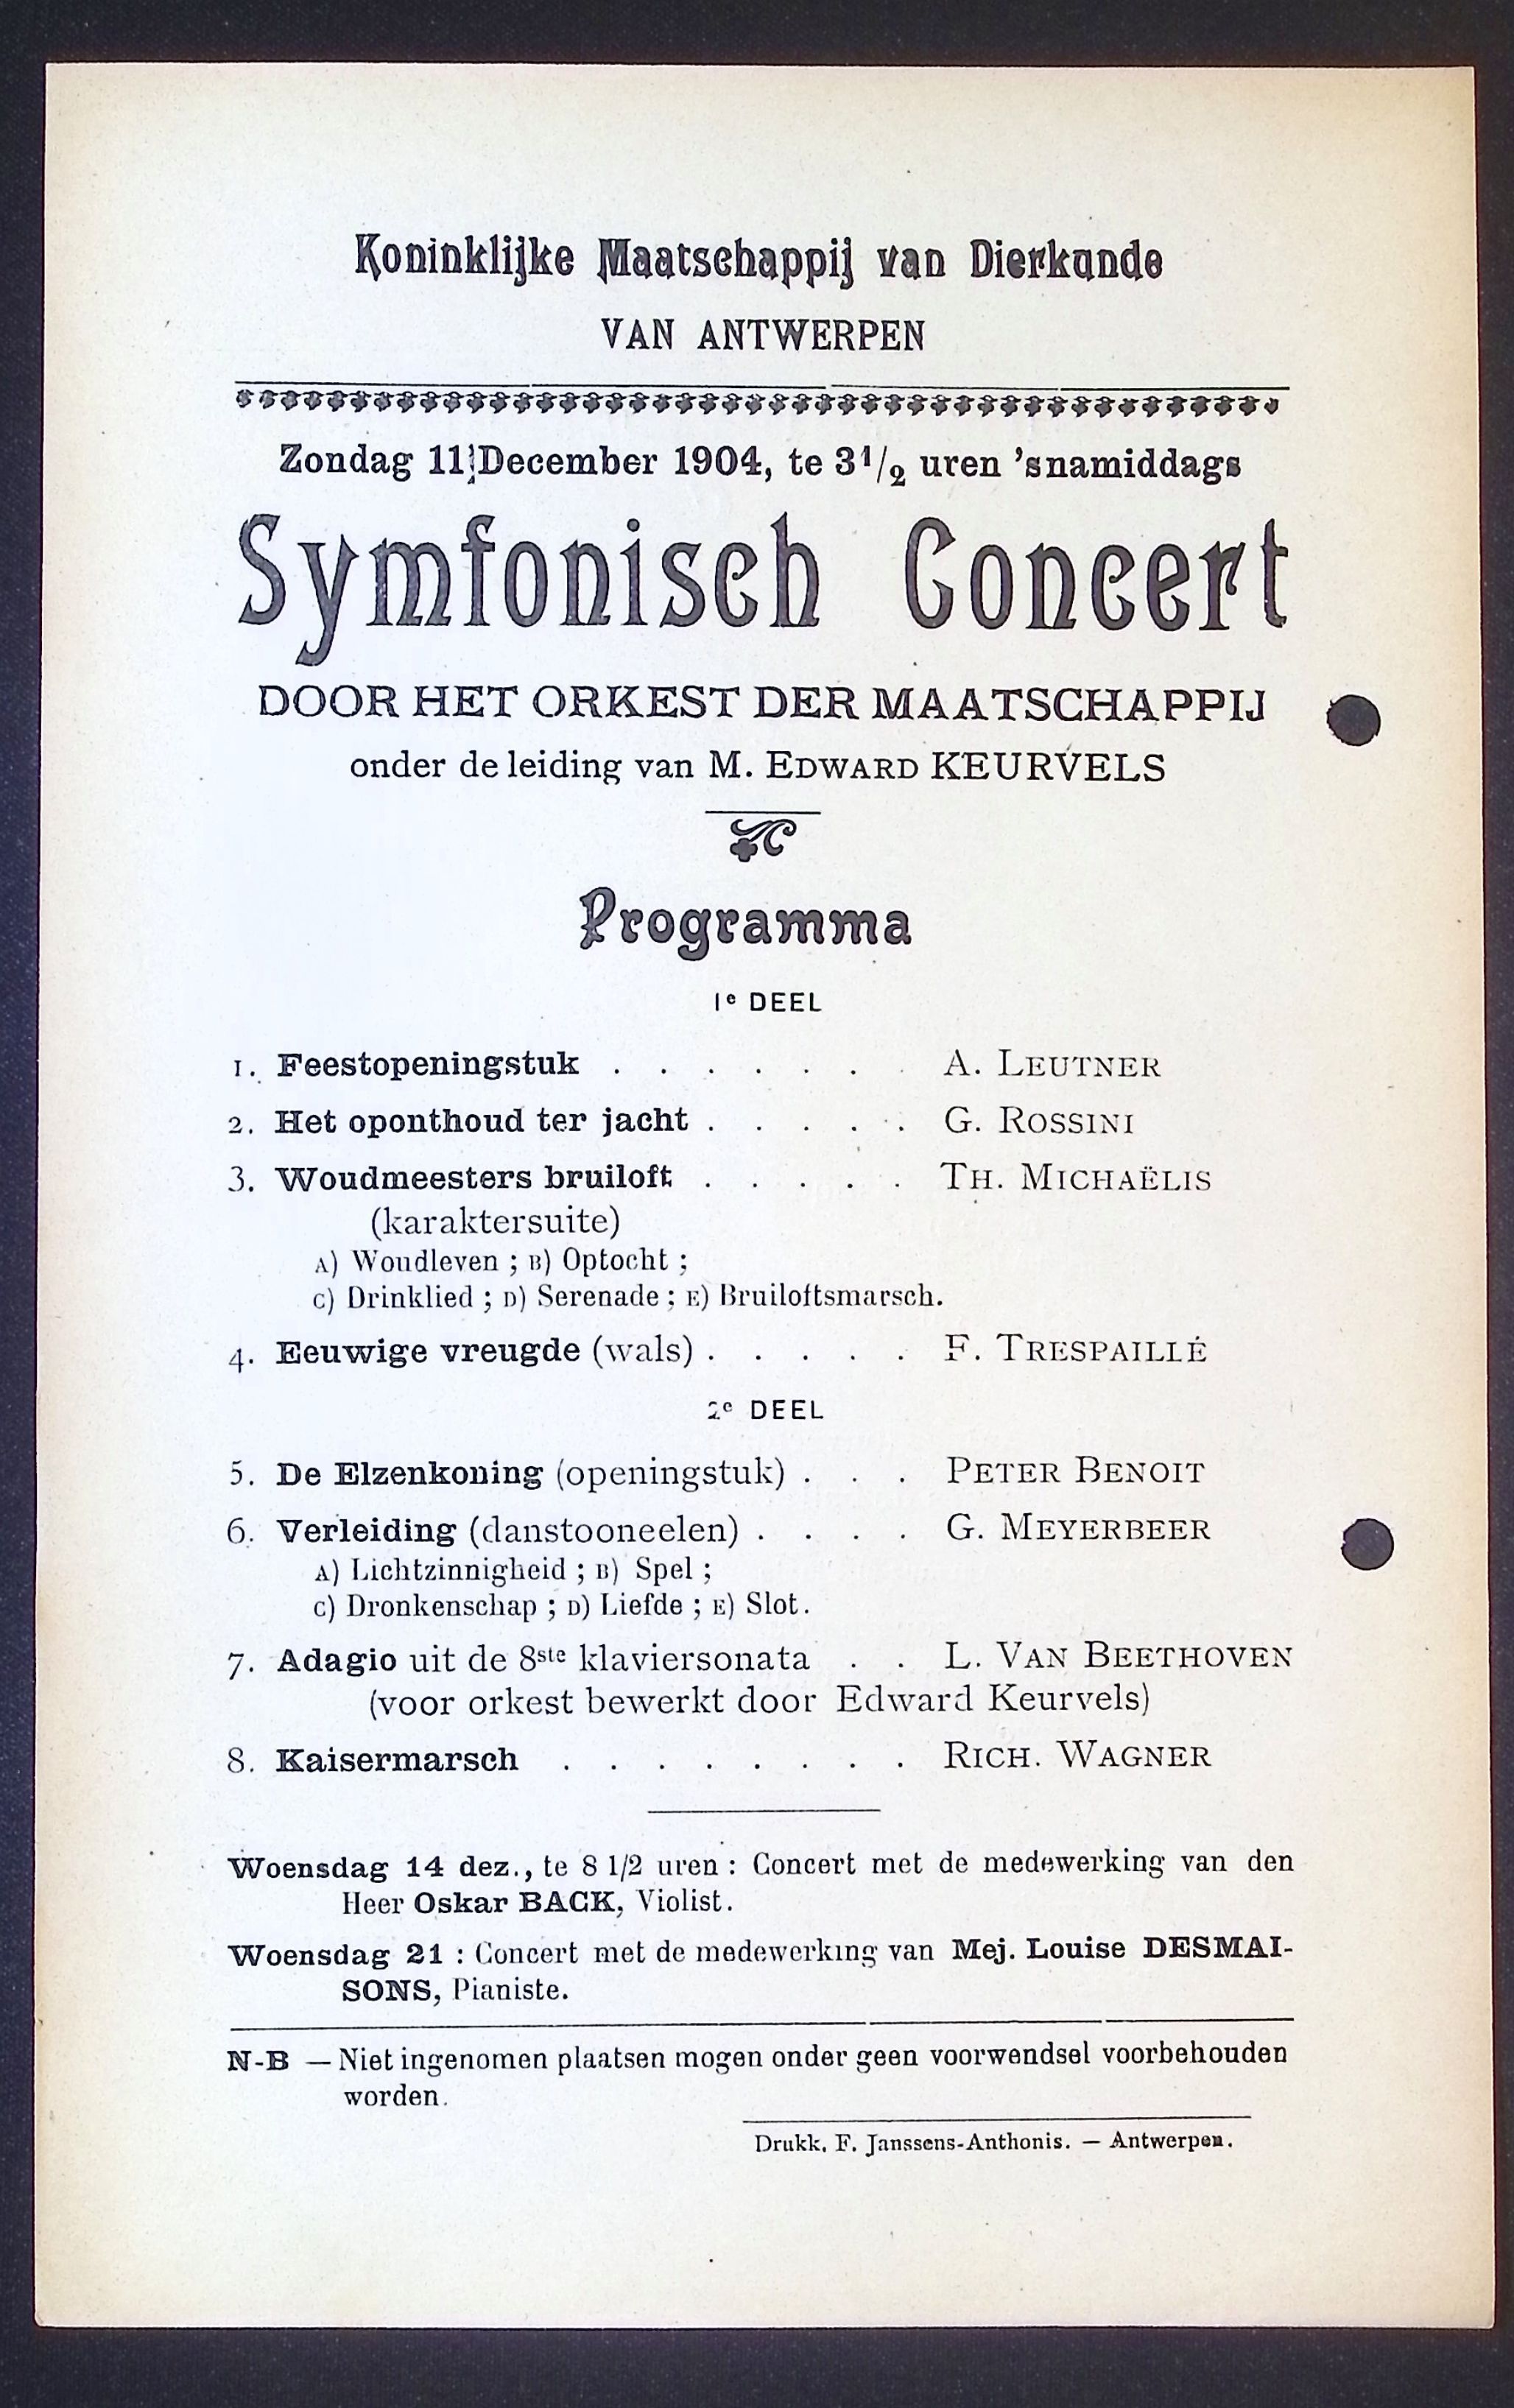 Koninklijke Maatschappij van Dierkunde
VAN ANTWERPEN
Zondag 11 December 1904, te 3 1/2 uren 'snamiddags
Symfonisch Concert
DOOR HET ORKEST DER MAATSCHAPPIJ
onder de leiding van M. EDWARD KEURVELS
Programma
1e DEEL
1. Feestopeningstuk . . . . . . . A. LEUTNER
2. Het oponthoud ter jacht . . . . . G. ROSSINI
3. Woudmeesters bruiloft . . . . . TH. MICHAËLIS
(karaktersuite)
A) Woudleven ; B) Optocht ;
C) Drinklied ; D) Serenade ; E) Bruiloftsmarsch.
4. Eeuwige vreugde (wals) . . . . . F. TRESPAILLÉ
2e DEEL
5. De Elzenkoning (openingstuk) . . . PETER BENOIT
6. Verleiding (danstooneelen) . . . . G. MEYERBEER
A) Lichtzinnigheid ; B) Spel ;
C) Dronkenschap ; D) Liefde ; E) Slot.
7. Adagio uit de 8ste klaviersonata . . L. VAN BEETHOVEN
(voor orkest bewerkt door Edward Keurvels)
8. Kaisermarsch . . . . . . . . RICH. WAGNER
Woensdag 14 dez., te 8 1/2 uren : Concert met de medewerking van den
Heer Oskar BACK, Violist.
Woensdag 21 : Concert met de medewerking van Mej. Louise DESMAI-
SONS, Pianiste.
N-B — Niet ingenomen plaatsen mogen onder geen voorwendsel voorbehouden
worden.
Drukk. F. Janssens-Anthonis. — Antwerpen.